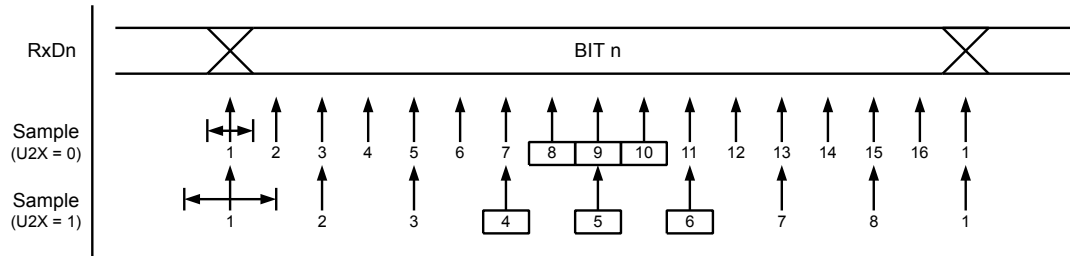 RxDn BIT n
Sample
(U2X = 0) 1 2 3 4 5 6 7 8 9 10 11 12 13 14 15 16 1
Sample
(U2X = 1) 1 2 3 4 5 6 7 8 1